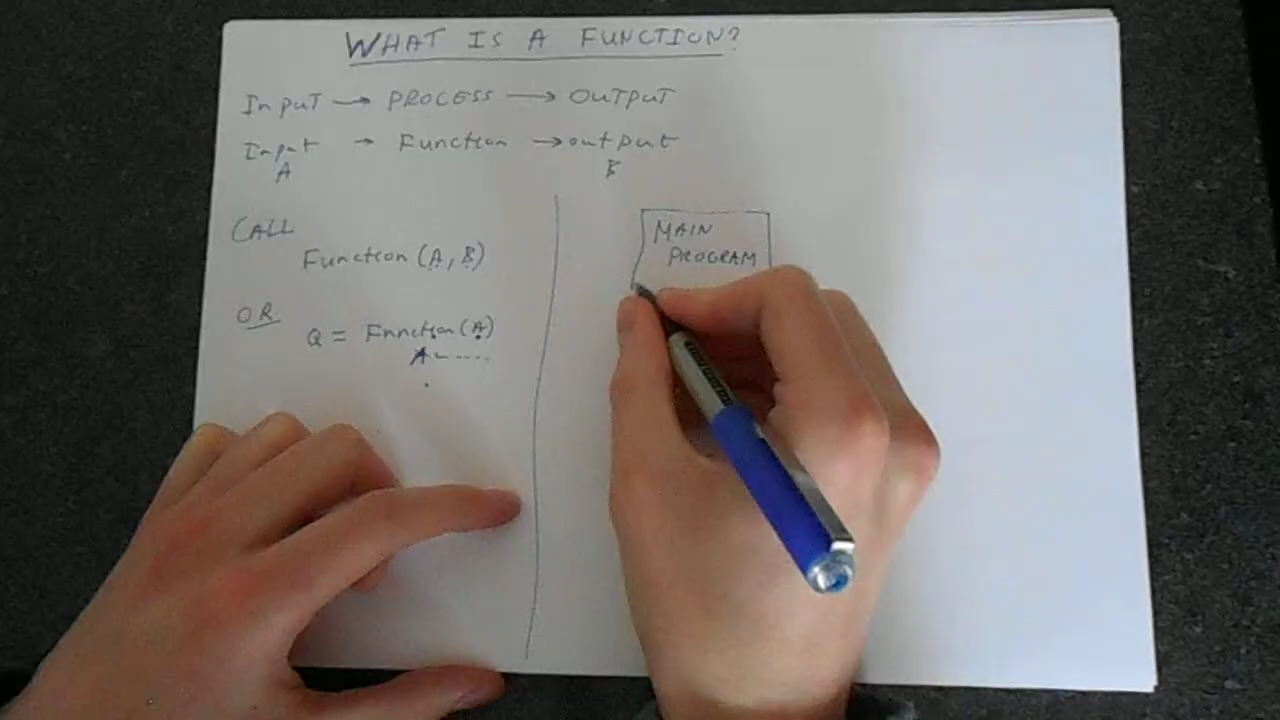 WHAT IS A FUNCTION?
Input → PROCESS → OUTPUT
Input → Function → output
A B
CALL
Function (A, B)
OR
Q = Function (A)
MAIN
PROGRAM